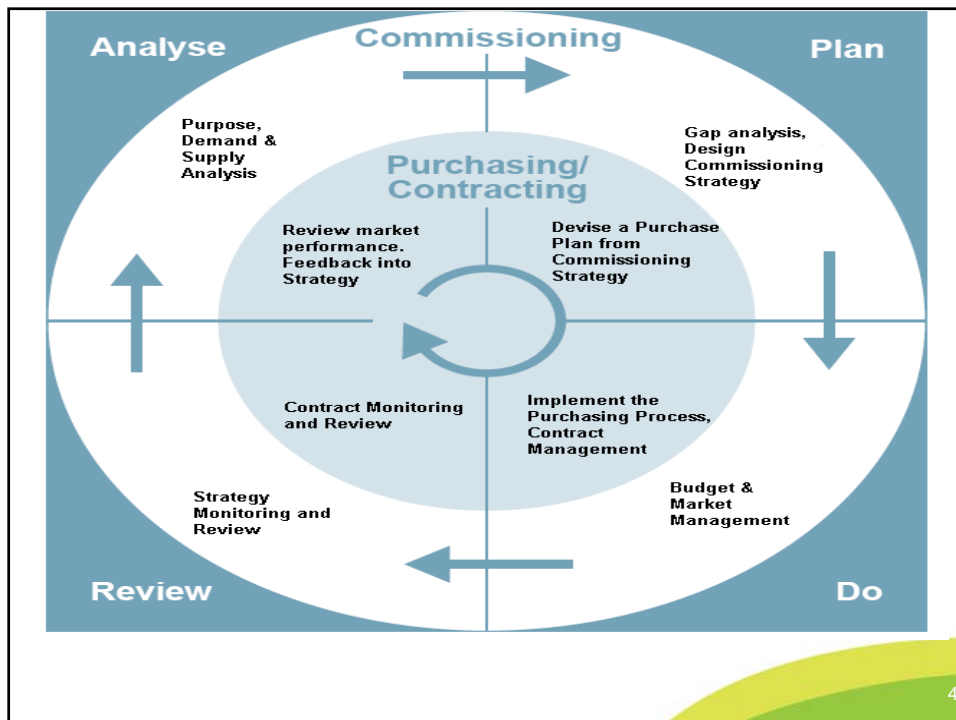 Analyse
Commissioning
Plan
Purpose,
Demand &
Supply
Analysis
Gap analysis,
Design
Commissioning
Strategy
Purchasing/
Contracting
Review market
performance.
Feedback into
Strategy
Devise a Purchase
Plan from
Commissioning
Strategy
Contract Monitoring
and Review
Implement the
Purchasing Process,
Contract
Management
Strategy
Monitoring and
Review
Budget &
Market
Management
Review
Do
4